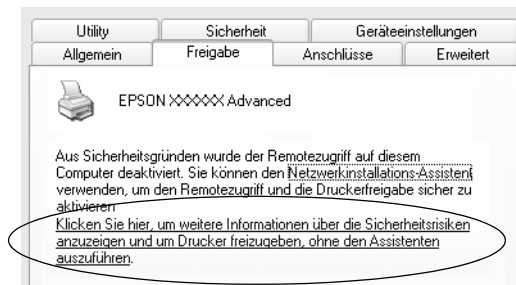 Utility Sicherheit Geräteeinstellungen
Allgemein Freigabe Anschlüsse Erweitert
EPSON XXXXXX Advanced
Aus Sicherheitsgründen wurde der Remotezugriff auf diesem
Computer deaktiviert. Sie können den Netzwerkinstallations-Assistent
verwenden, um den Remotezugriff und die Druckerfreigabe sicher zu
aktivieren
Klicken Sie hier, um weitere Informationen über die Sicherheitsrisiken
anzuzeigen und um Drucker freizugeben, ohne den Assistenten
auszuführen.